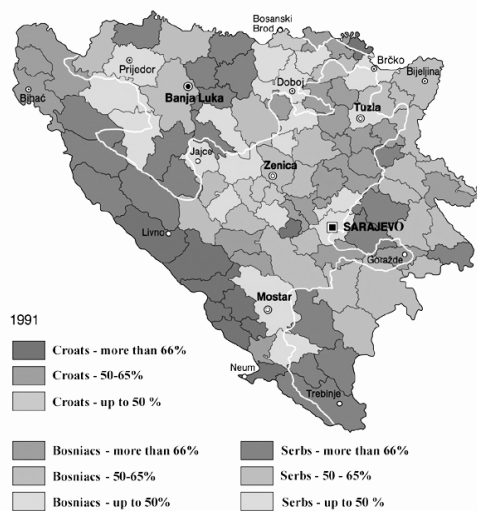 Bosanski
Brod
Prijedor
Brčko
Bijeljina
Bihać
Banja Luka
Doboj
Tuzla
Jajce
Zenica
SARAJEVO
Livno
Goražde
Mostar
Neum
Trebinje
1991
Croats - more than 66%
Croats - 50-65%
Croats - up to 50 %
Bosniacs - more than 66%
Bosniacs - 50-65%
Bosniacs - up to 50%
Serbs - more than 66%
Serbs - 50 - 65%
Serbs - up to 50 %